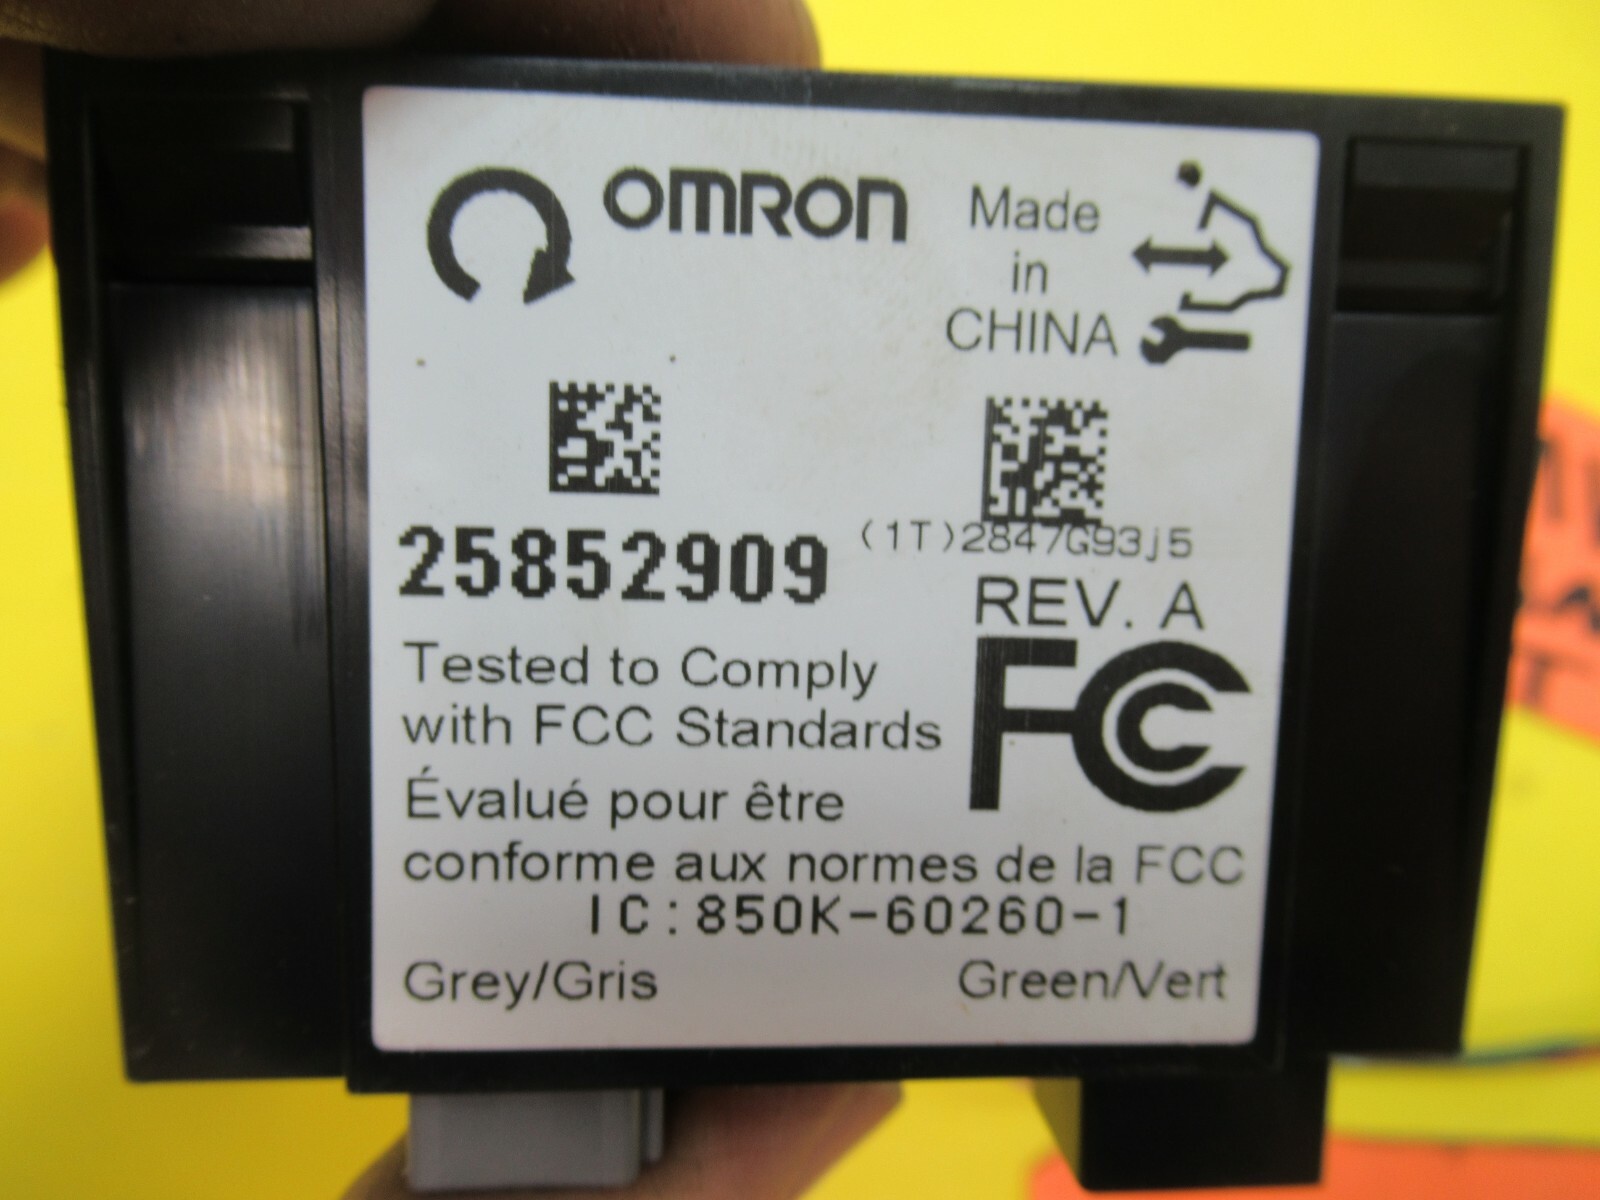 OMRON
Made
in
CHINA
25852909
(1T)2847G93j5
REV. A
FC
Tested to Comply
with FCC Standards
Évalué pour être
conforme aux normes de la FCC
IC:850K-60260-1
Grey/Gris
Green/Vert